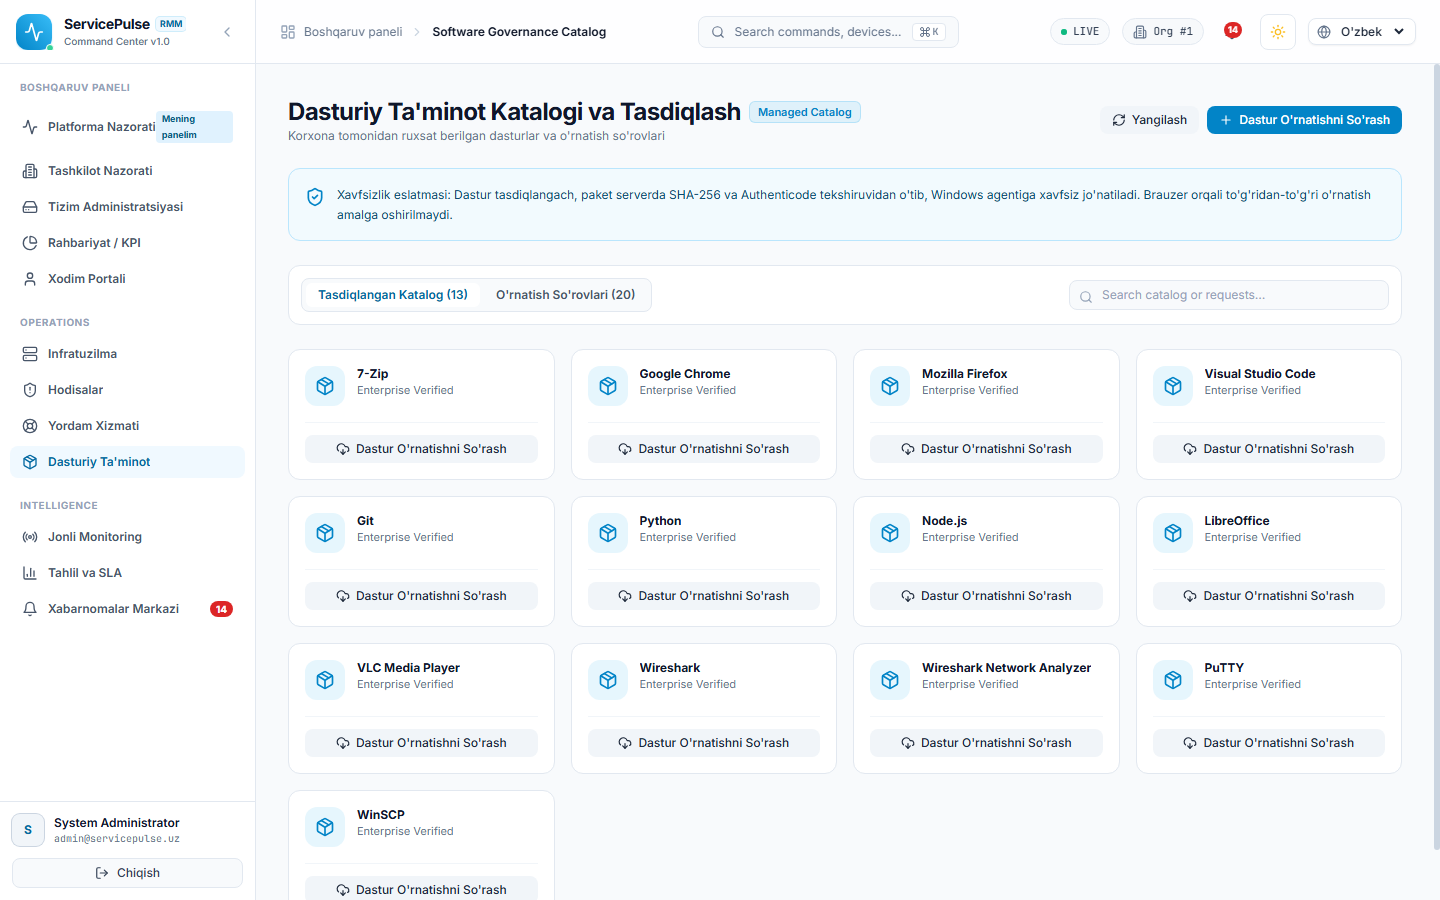 ServicePulse RMM
Command Center v1.0
BOSHQARUV PANELI
Platforma Nazorati Mening panelim
Tashkilot Nazorati
Tizim Administratsiyasi
Rahbariyat / KPI
Xodim Portali
OPERATIONS
Infratuzilma
Hodisalar
Yordam Xizmati
Dasturiy Ta'minot
INTELLIGENCE
Jonli Monitoring
Tahlil va SLA
Xabarnomalar Markazi 14
S System Administrator
admin@servicepulse.uz
Chiqish
Boshqaruv paneli > Software Governance Catalog
Search commands, devices... ⌘K
LIVE
Org #1
14
O'zbek
Dasturiy Ta'minot Katalogi va Tasdiqlash Managed Catalog
Korxona tomonidan ruxsat berilgan dasturlar va o'rnatish so'rovlari
Yangilash
+ Dastur O'rnatishni So'rash
Xavfsizlik eslatmasi: Dastur tasdiqlangach, paket serverda SHA-256 va Authenticode tekshiruvidan o'tib, Windows agentiga xavfsiz jo'natiladi. Brauzer orqali to'g'ridan-to'g'ri o'rnatish
amalga oshirilmaydi.
Tasdiqlangan Katalog (13) O'rnatish So'rovlari (20)
Search catalog or requests...
7-Zip
Enterprise Verified
Dastur O'rnatishni So'rash
Google Chrome
Enterprise Verified
Dastur O'rnatishni So'rash
Mozilla Firefox
Enterprise Verified
Dastur O'rnatishni So'rash
Visual Studio Code
Enterprise Verified
Dastur O'rnatishni So'rash
Git
Enterprise Verified
Dastur O'rnatishni So'rash
Python
Enterprise Verified
Dastur O'rnatishni So'rash
Node.js
Enterprise Verified
Dastur O'rnatishni So'rash
LibreOffice
Enterprise Verified
Dastur O'rnatishni So'rash
VLC Media Player
Enterprise Verified
Dastur O'rnatishni So'rash
Wireshark
Enterprise Verified
Dastur O'rnatishni So'rash
Wireshark Network Analyzer
Enterprise Verified
Dastur O'rnatishni So'rash
PuTTY
Enterprise Verified
Dastur O'rnatishni So'rash
WinSCP
Enterprise Verified
Dastur O'rnatishni So'rash